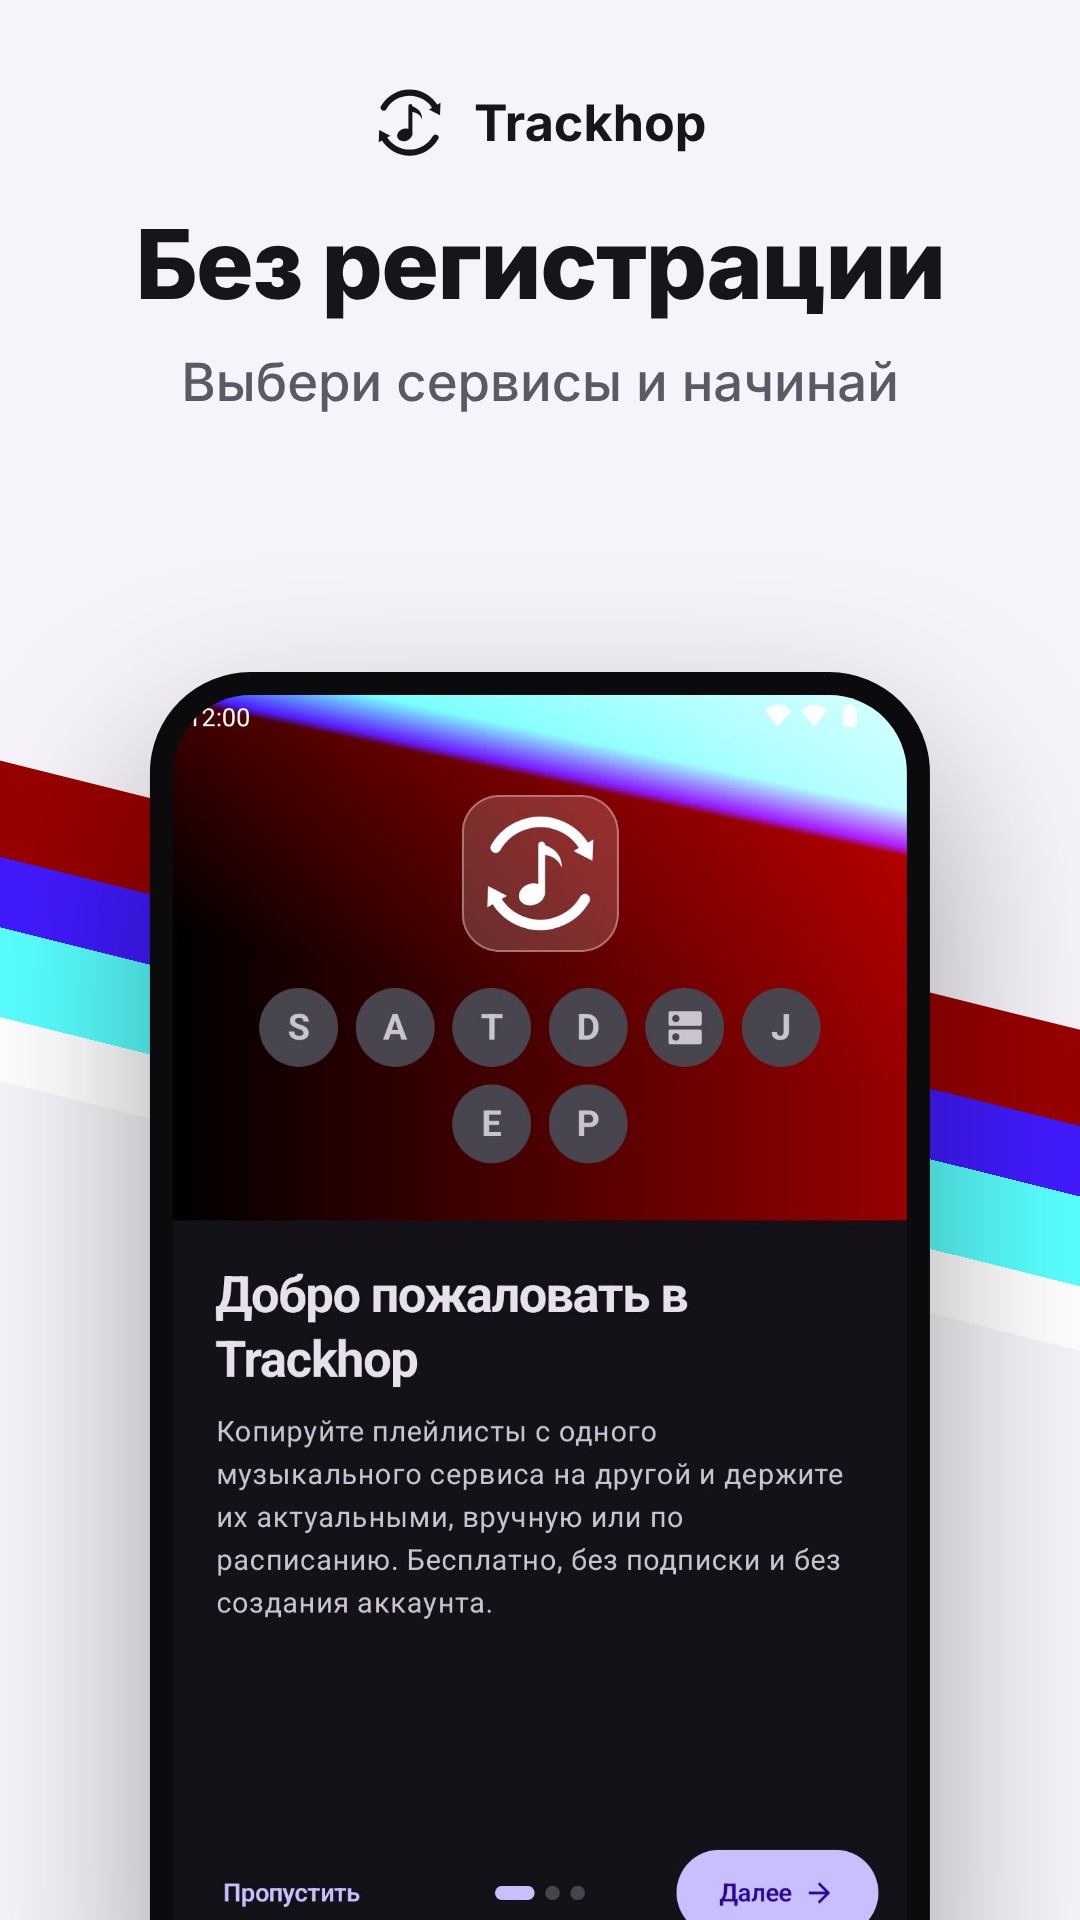 Trackhop
Без регистрации
Выбери сервисы и начинай
12:00
S A T D J
E P
Добро пожаловать в
Trackhop
Копируйте плейлисты с одного
музыкального сервиса на другой и держите
их актуальными, вручную или по
расписанию. Бесплатно, без подписки и без
создания аккаунта.
Пропустить
Далее